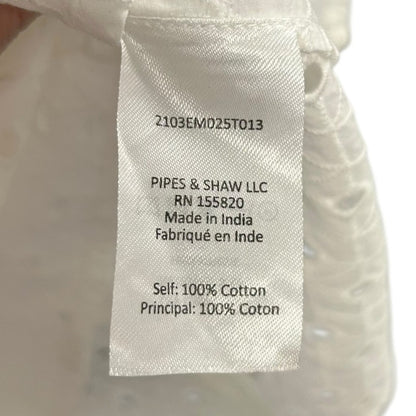 2103EM025T013
PIPES & SHAW LLC
RN 155820
Made in India
Fabriqué en Inde
Self: 100% Cotton
Principal: 100% Coton